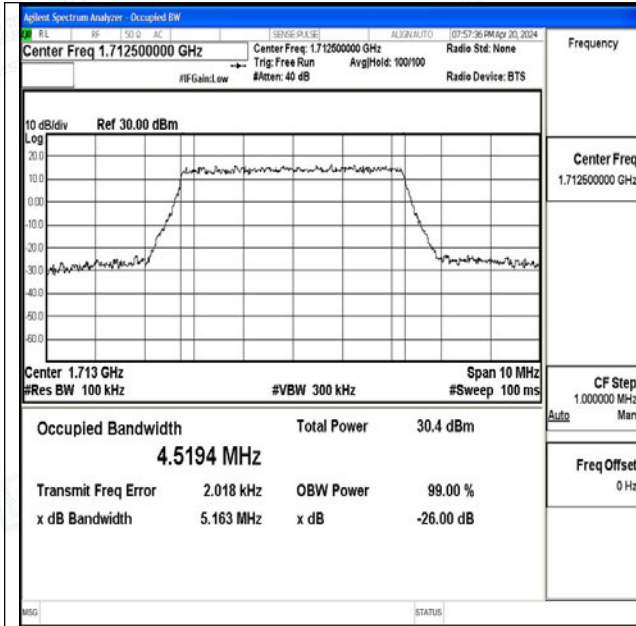 Agilent Spectrum Analyzer - Occupied BW
RL RF 50 Ω AC SENSE:PULSE ALIGN AUTO 07:57:36 PM Apr 20, 2024
Center Freq 1.712500000 GHz
Center Freq: 1.712500000 GHz
Radio Std: None
Trig: Free Run Avg|Hold: 100/100
#IFGain:Low
#Atten: 40 dB
Radio Device: BTS
Frequency
10 dB/div Ref 30.00 dBm
Log
20.0
10.0
0.00
-10.0
-20.0
-30.0
-40.0
-50.0
-60.0
Center Freq
1.712500000 GHz
Center 1.713 GHz
Span 10 MHz
#Res BW 100 kHz
#VBW 300 kHz
#Sweep 100 ms
CF Step
1.000000 MHz
Auto Man
Occupied Bandwidth
Total Power 30.4 dBm
4.5194 MHz
Freq Offset
0 Hz
Transmit Freq Error 2.018 kHz OBW Power 99.00 %
x dB Bandwidth 5.163 MHz x dB -26.00 dB
MSG
STATUS